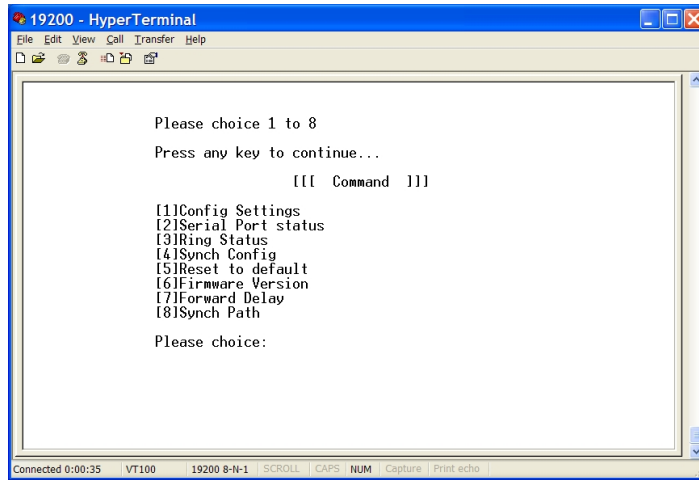 19200 - HyperTerminal
File Edit View Call Transfer Help
Please choice 1 to 8
Press any key to continue...
[[[ Command ]]]
[1]Config Settings
[2]Serial Port status
[3]Ring Status
[4]Synch Config
[5]Reset to default
[6]Firmware Version
[7]Forward Delay
[8]Synch Path
Please choice:
Connected 0:00:35 VT100 19200 8-N-1 SCROLL CAPS NUM Capture Print echo